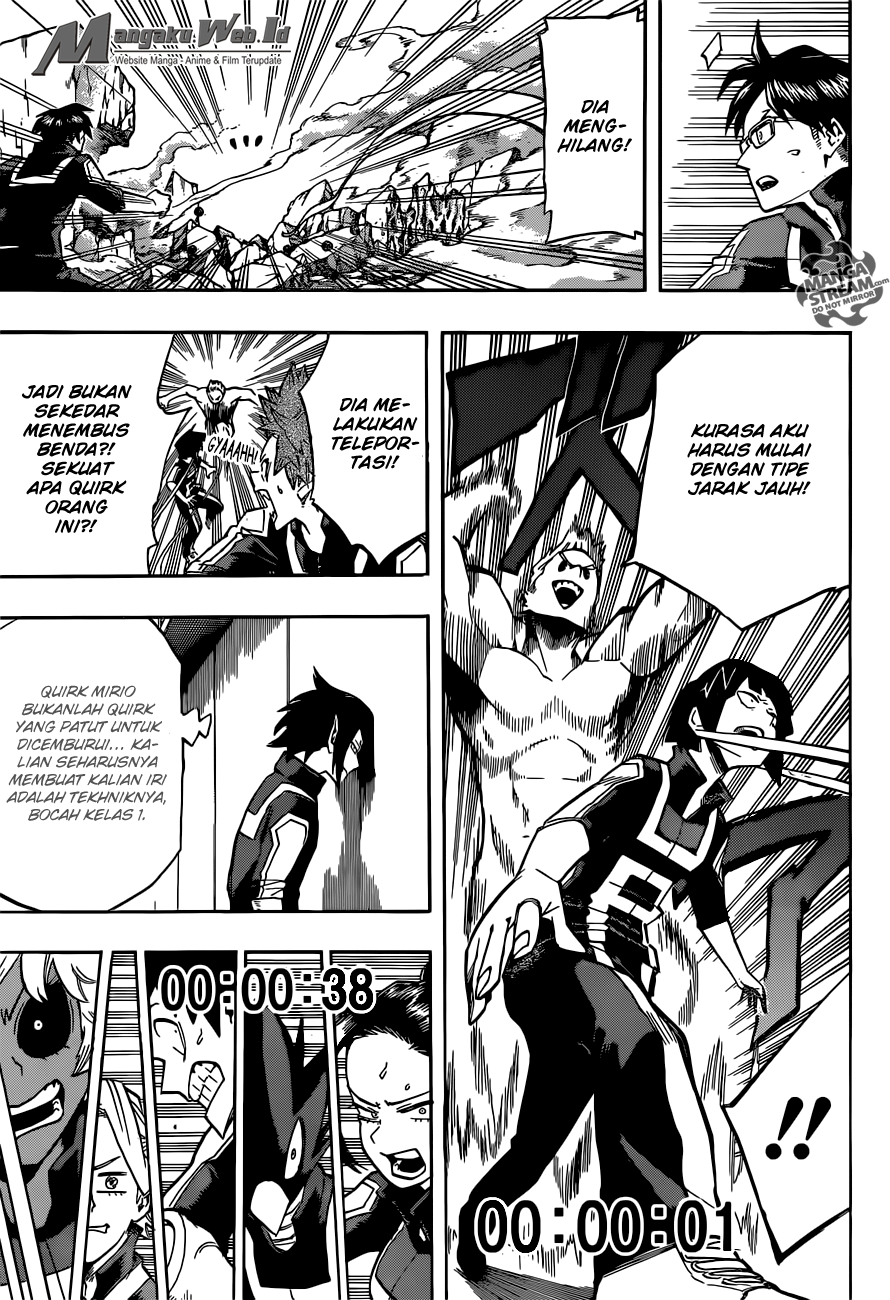 Mangaku.Web.Id
Website Manga - Anime & Film Terupdate
DIA
MENG-
HILANG!
MANGA
STREAM.com
DO NOT MIRROR
KURASA AKU
HARUS MULAI
DENGAN TIPE
JARAK JAUH!
!!
00:00:01
DIA ME-
LAKUKAN
TELEPOR-
TASI!
GYAAAHH!
JADI BUKAN
SEKEDAR
MENEMBUS
BENDA?!
SEKUAT
APA QUIRK
ORANG
INI?!
QUIRK MIRIO
BUKANLAH QUIRK
YANG PATUT UNTUK
DICEMBURUI... KA-
LIAN SEHARUSNYA
MEMBUAT KALIAN IRI
ADALAH TEKHNIKNYA,
BOCAH KELAS 1.
00:00:38